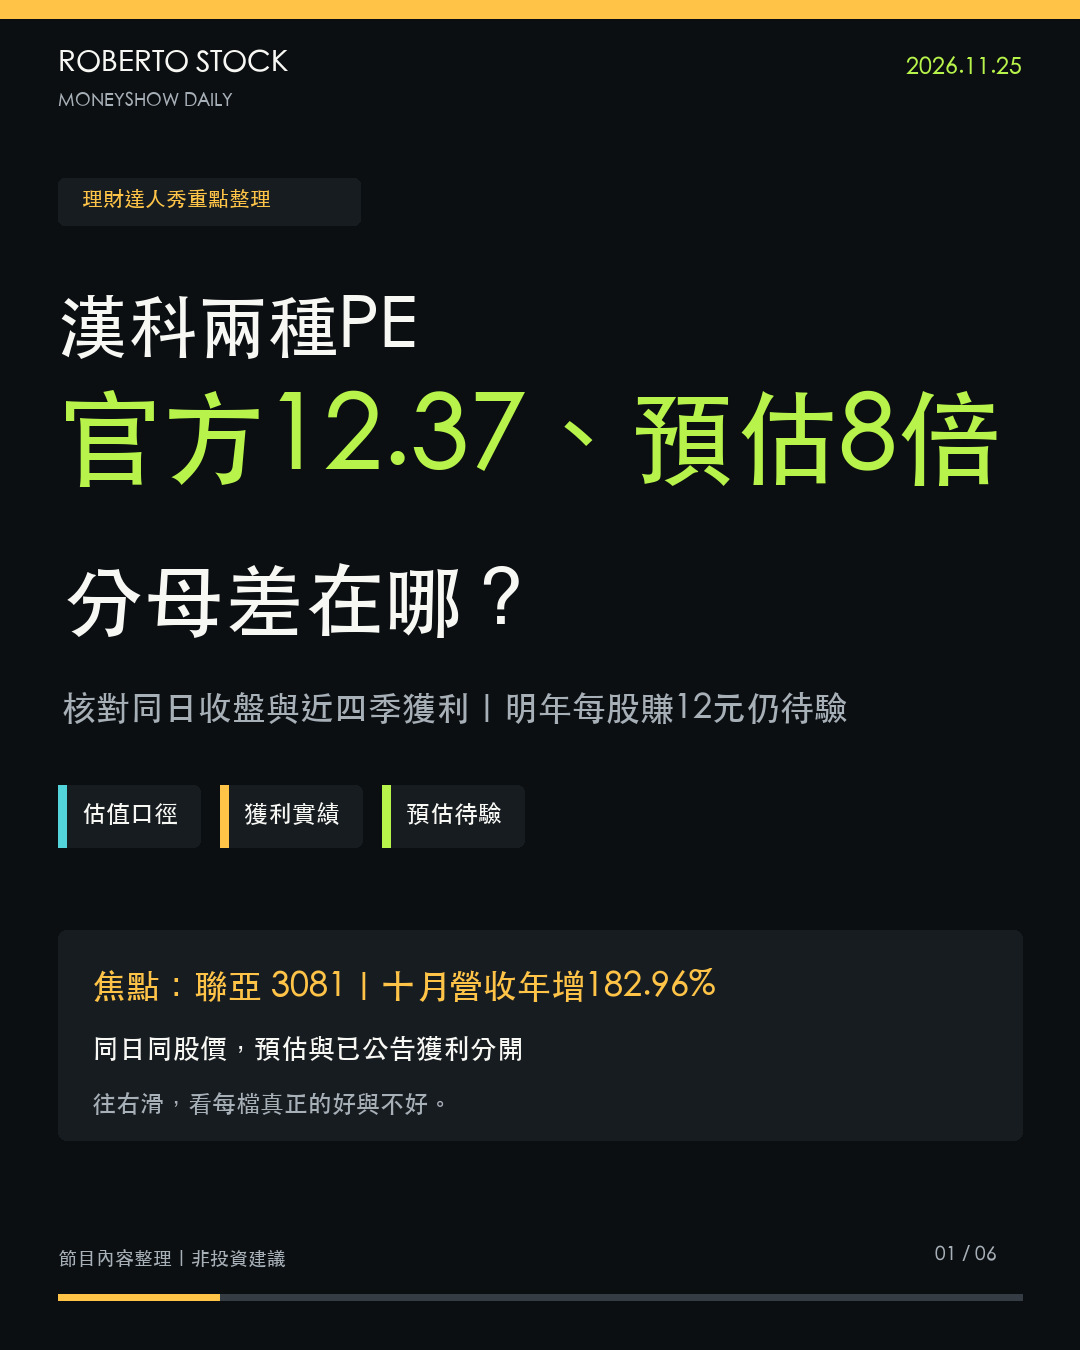 ROBERTO STOCK
2026.11.25
MONEYSHOW DAILY
理財達人秀重點整理
漢科兩種PE
官方12.37、預估8倍
分母差在哪？
核對同日收盤與近四季獲利｜明年每股賺12元仍待驗
估值口徑
獲利實績
預估待驗
焦點：聯亞 3081｜十月營收年增182.96%
同日同股價，預估與已公告獲利分開
往右滑，看每檔真正的好與不好。
節目內容整理｜非投資建議
01 / 06